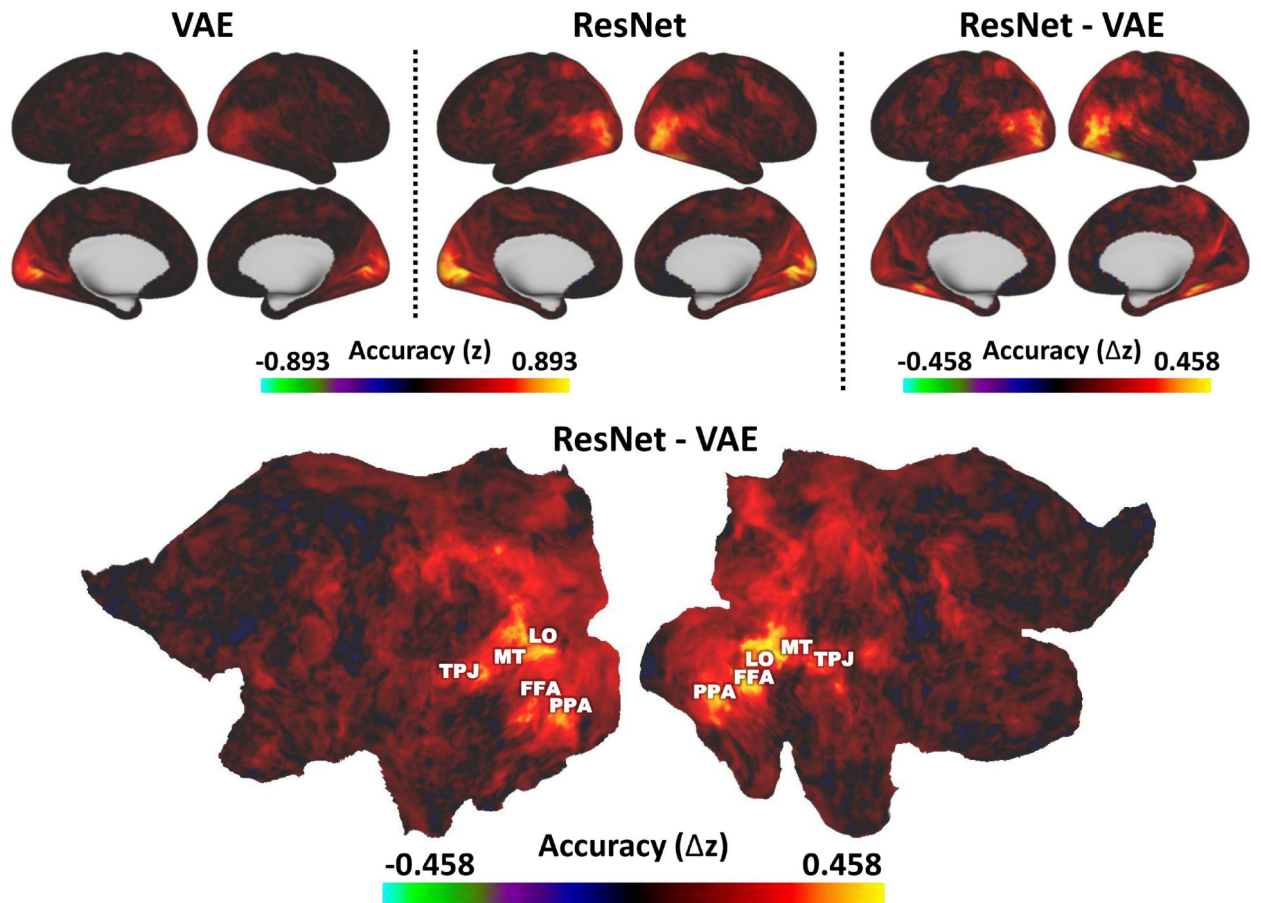 VAE
ResNet
ResNet - VAE
-0.893 Accuracy (z) 0.893
-0.458 Accuracy (Δz) 0.458
ResNet - VAE
LO
MT
TPJ
FFA
PPA
MT
LO
TPJ
FFA
PPA
-0.458 Accuracy (Δz) 0.458